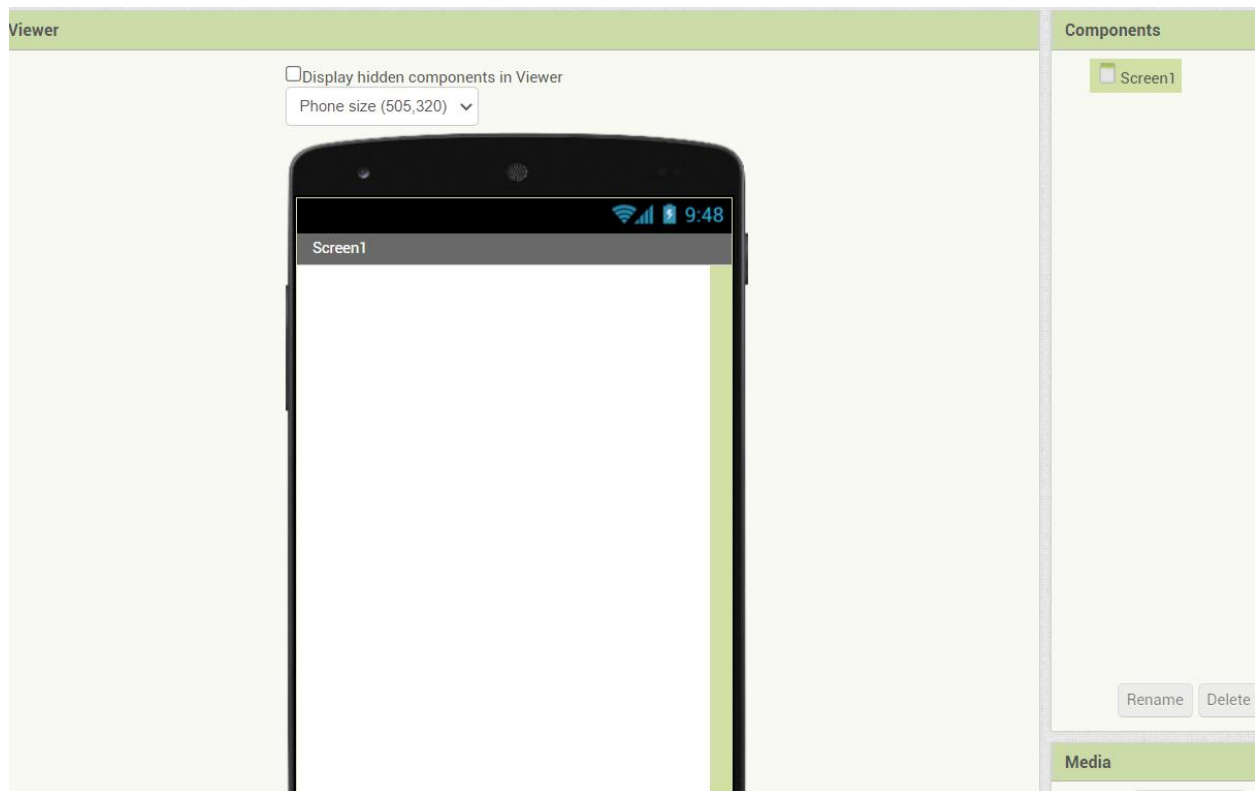 Viewer
Components
Display hidden components in Viewer
Screen1
Phone size (505,320)
9:48
Screen1
Rename Delete
Media